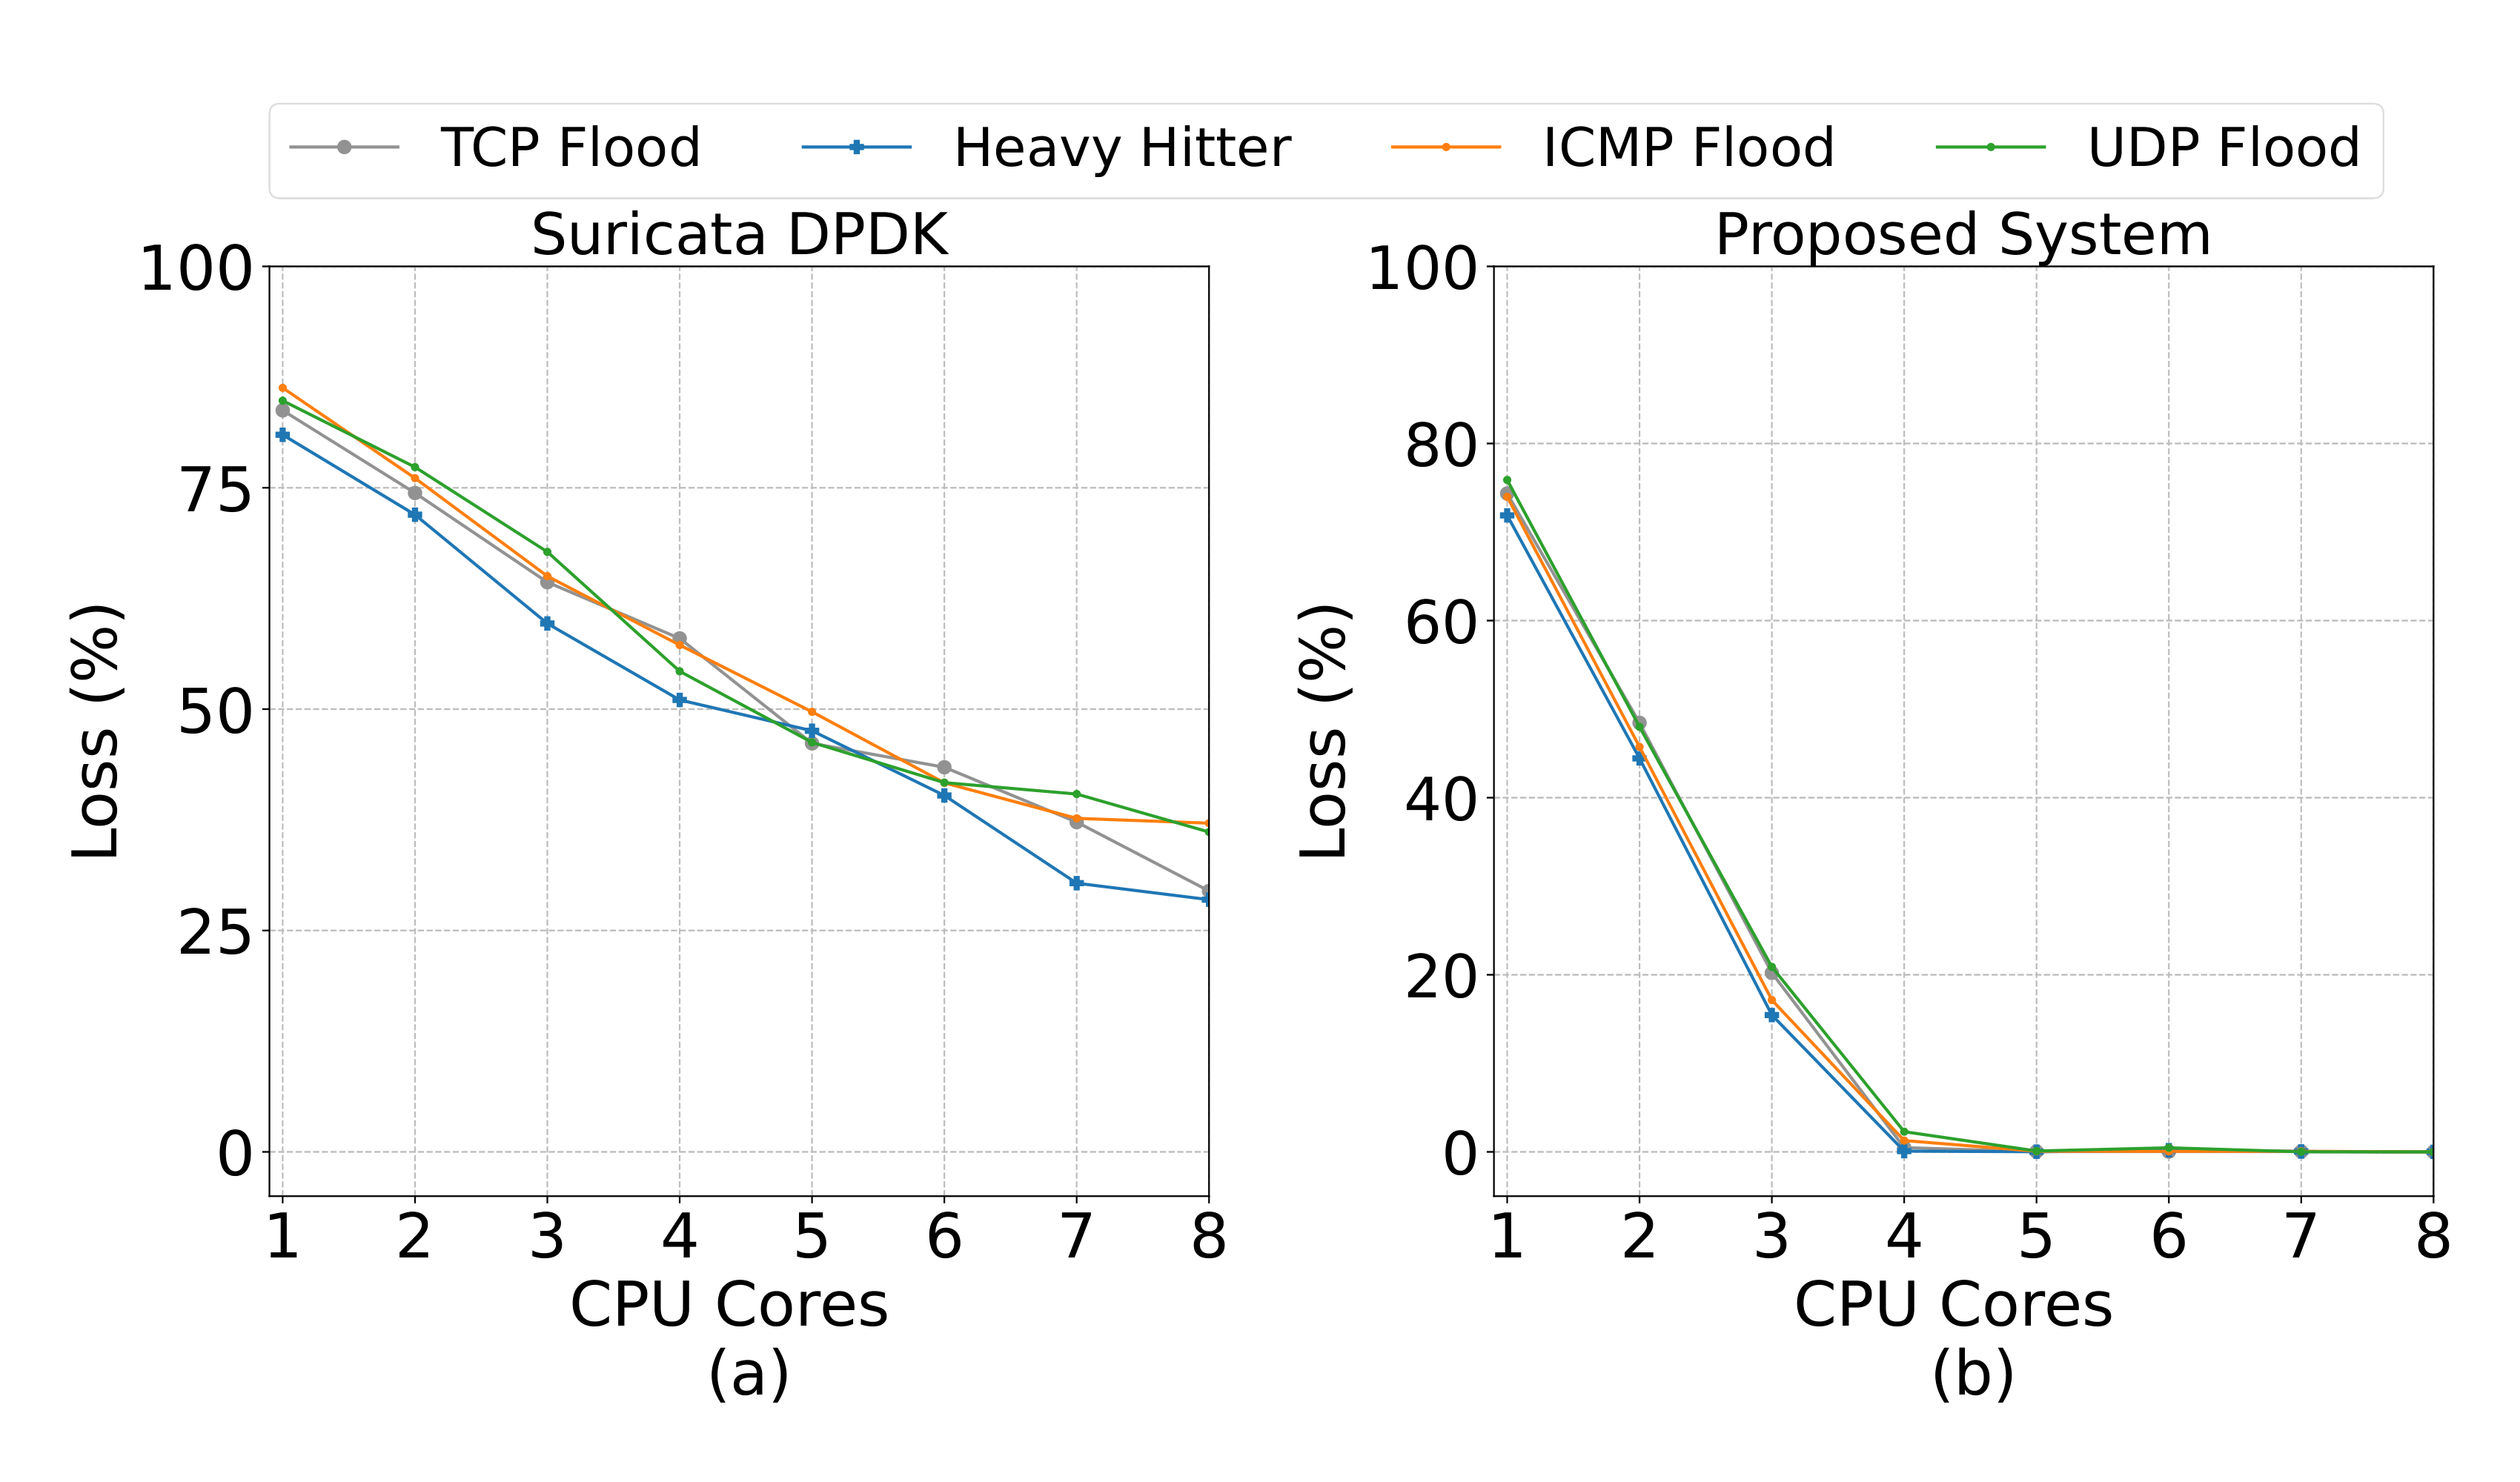 TCP Flood Heavy Hitter ICMP Flood UDP Flood
Suricata DPDK
100
75
50
25
0
Loss (%)
1 2 3 4 5 6 7 8
CPU Cores
(a)
Proposed System
100
80
60
40
20
0
Loss (%)
1 2 3 4 5 6 7 8
CPU Cores
(b)